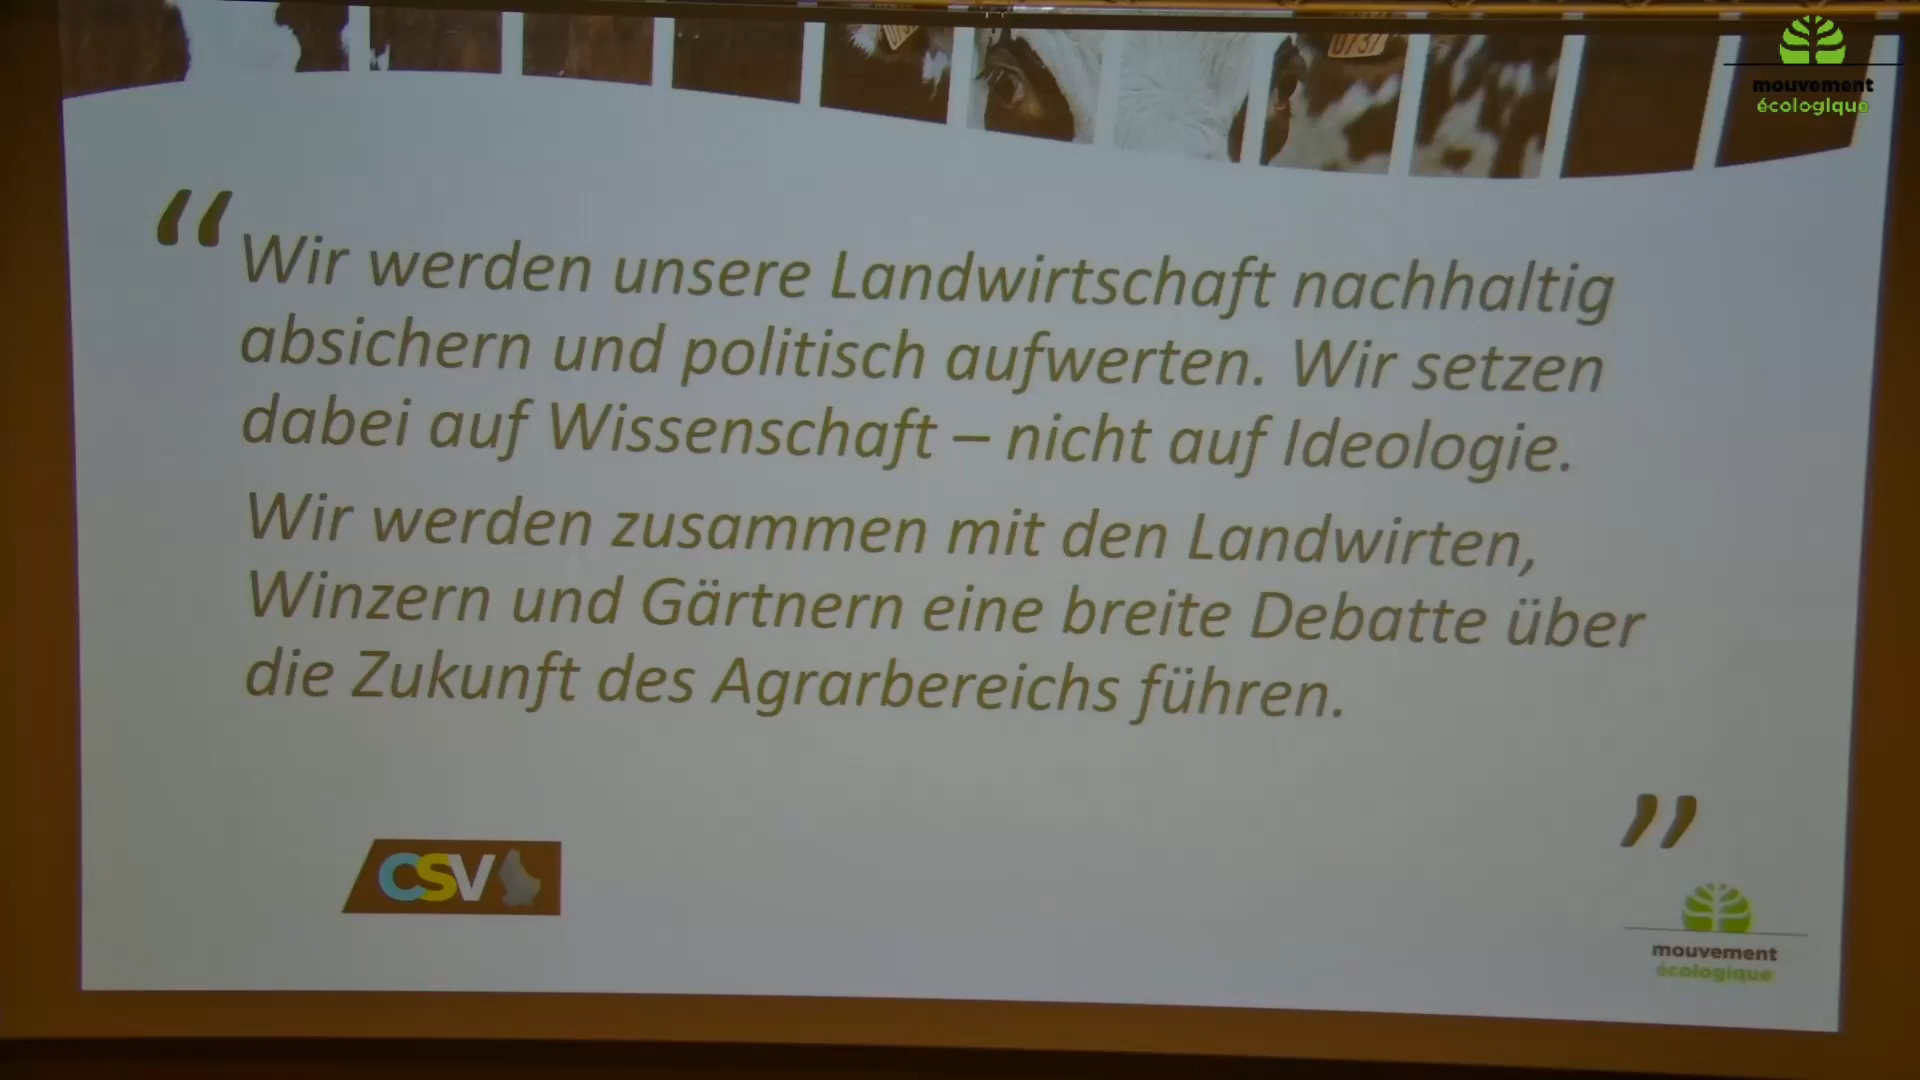 0737
mouvement
écologique
“Wir werden unsere Landwirtschaft nachhaltig
absichern und politisch aufwerten. Wir setzen
dabei auf Wissenschaft – nicht auf Ideologie.
Wir werden zusammen mit den Landwirten,
Winzern und Gärtnern eine breite Debatte über
die Zukunft des Agrarbereichs führen.
”
CSV
mouvement
écologique